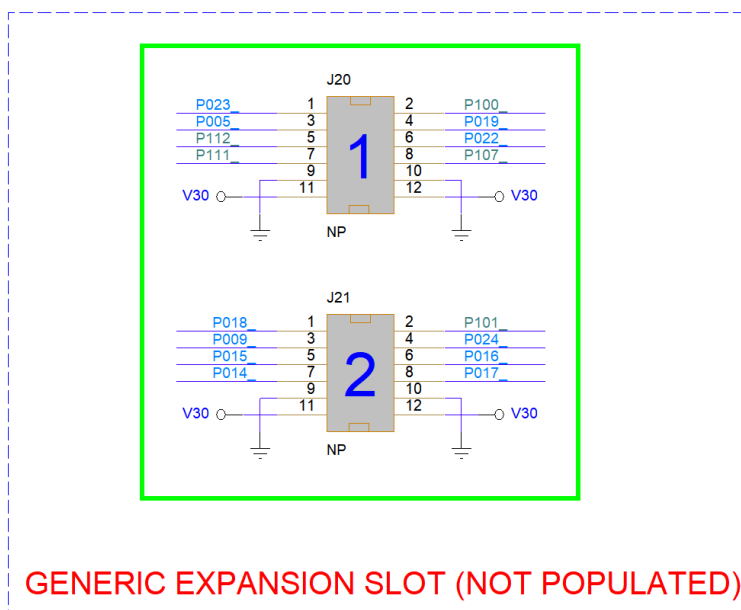 J20
P023_ 1 2 P100_
P005_ 3 4 P019_
P112_ 5 6 P022_
P111_ 7 8 P107_
9 10
V30 11 12 V30
1
NP
J21
P018_ 1 2 P101_
P009_ 3 4 P024_
P015_ 5 6 P016_
P014_ 7 8 P017_
9 10
V30 11 12 V30
2
NP
GENERIC EXPANSION SLOT (NOT POPULATED)